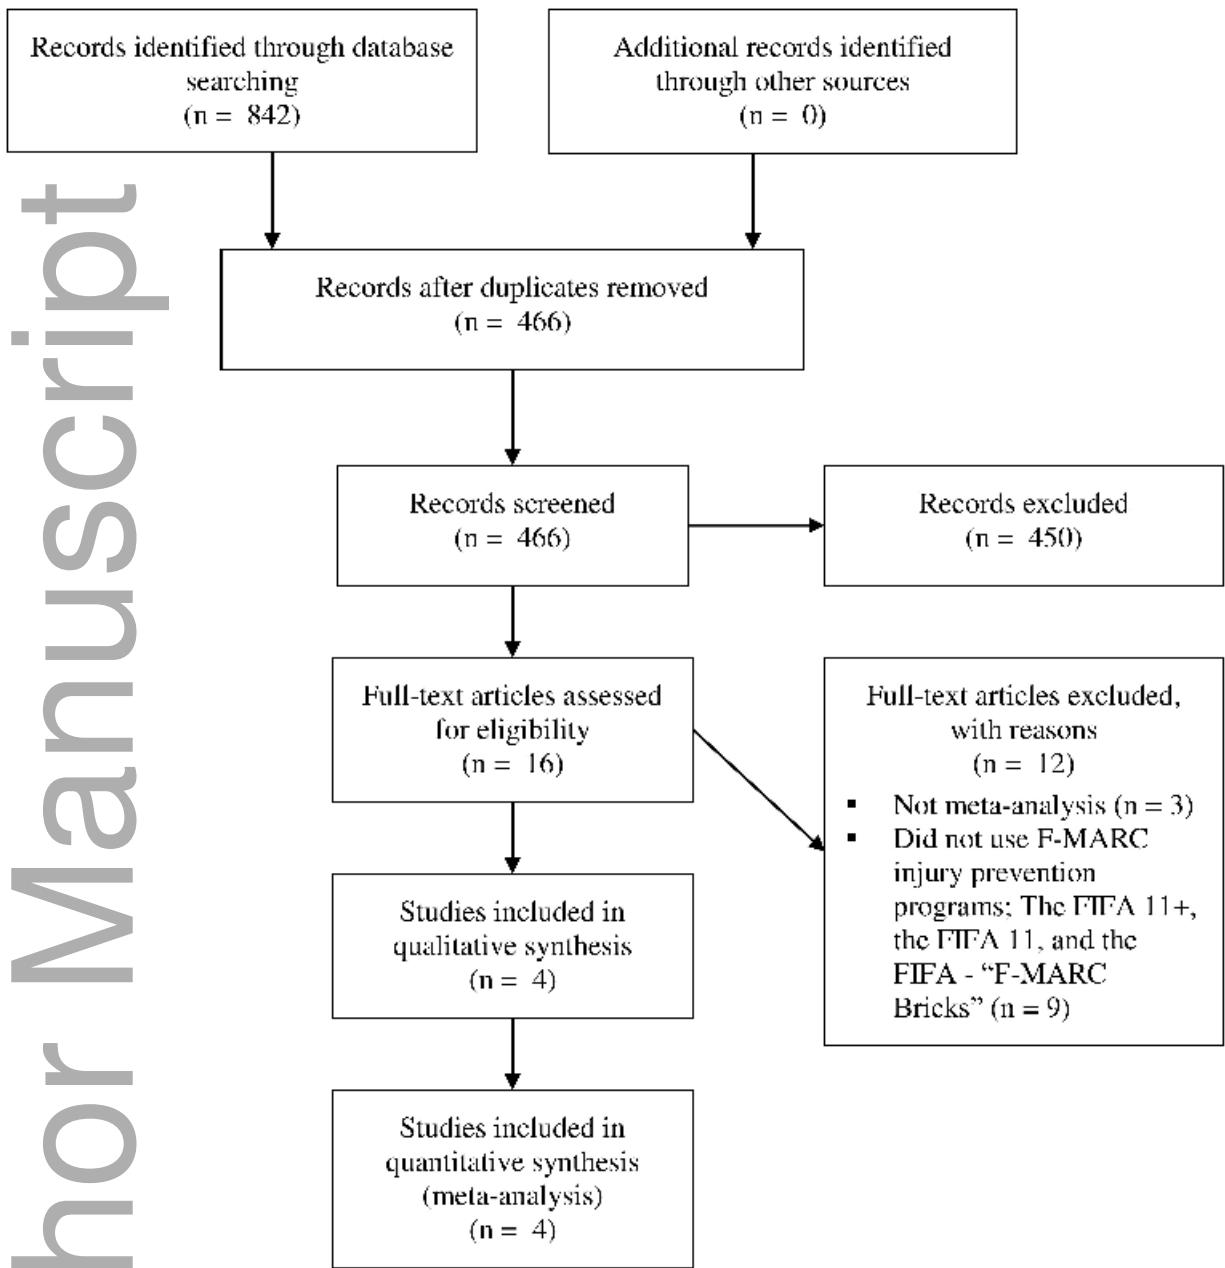 Records identified through database
searching
(n = 842)
Additional records identified
through other sources
(n = 0)
Records after duplicates removed
(n = 466)
Records screened
(n = 466)
Records excluded
(n = 450)
Full-text articles assessed
for eligibility
(n = 16)
Full-text articles excluded,
with reasons
(n = 12)
▪ Not meta-analysis (n = 3)
▪ Did not use F-MARC
injury prevention
programs; The FIFA 11+,
the FIFA 11, and the
FIFA - “F-MARC
Bricks” (n = 9)
Studies included in
qualitative synthesis
(n = 4)
Studies included in
quantitative synthesis
(meta-analysis)
(n = 4)
hor Manuscript